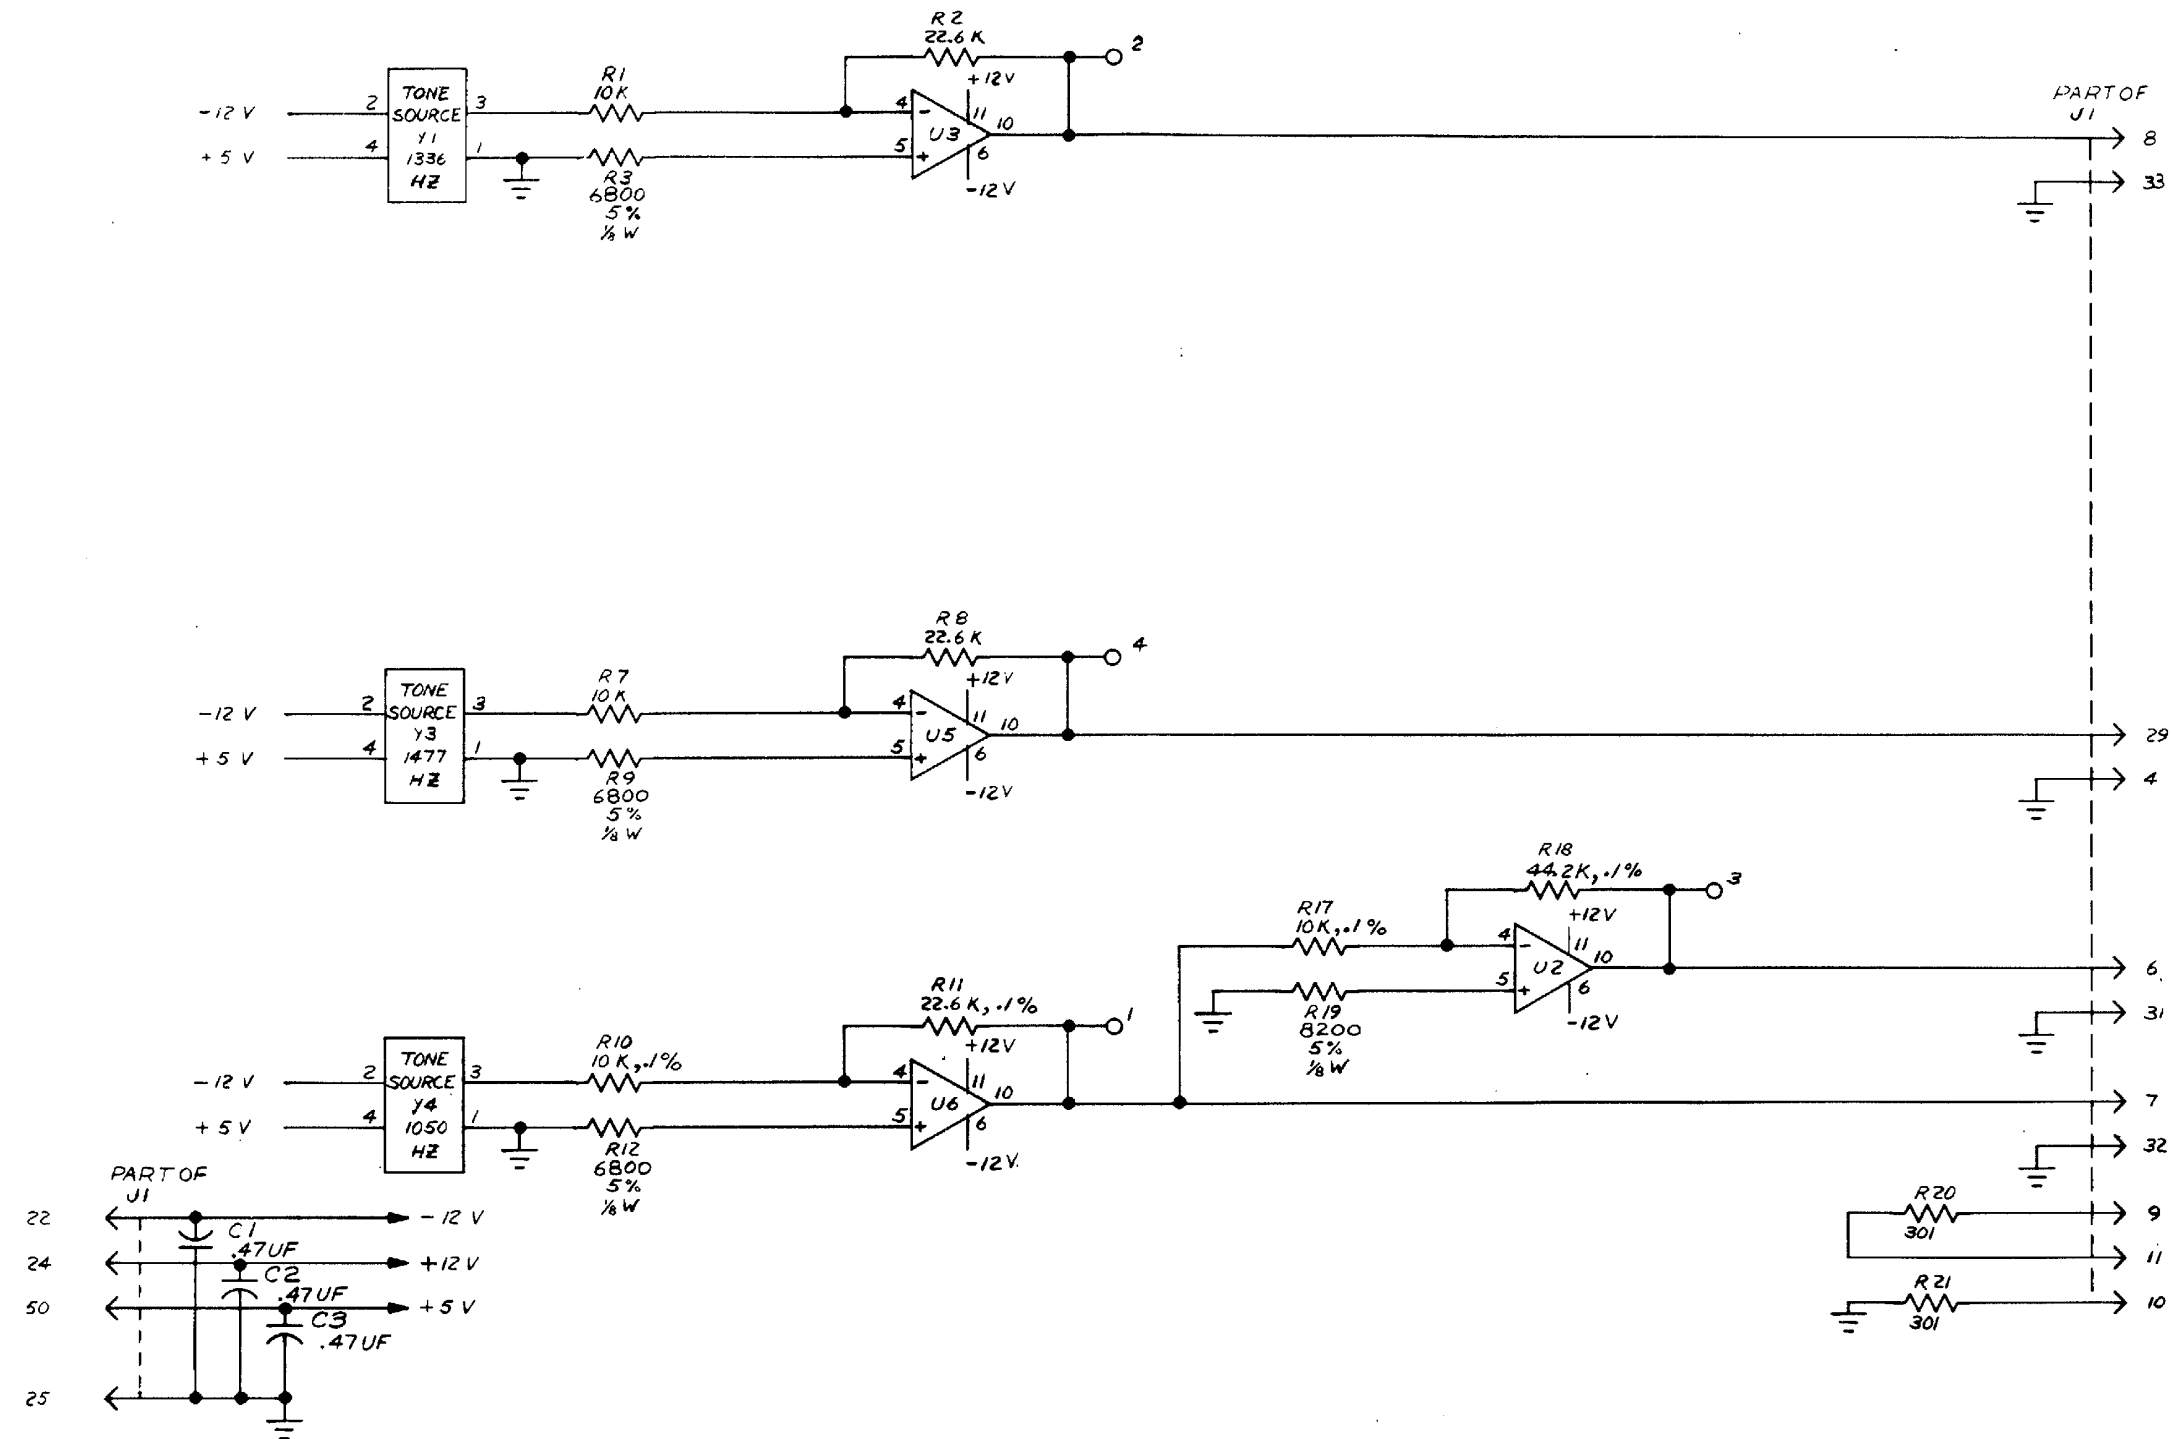 R2
22.6 K
2
+12V
R1
10K
-12 V
2
TONE
SOURCE
Y1
1336
HZ
3
4
-
11
10
U3
+ 5 V
4
1
5
+
6
-12V
R3
6800
5%
1/8 W
PART OF
J1
8
33
R8
22.6 K
4
+12V
R7
10K
-12 V
2
TONE
SOURCE
Y3
1477
HZ
3
4
-
11
10
U5
+ 5 V
4
1
5
+
6
-12V
R9
6800
5%
1/8 W
29
4
R18
44.2K, .1%
3
+12V
R17
10K, .1%
4
-
11
10
U2
5
+
6
-12V
R19
8200
5%
1/8 W
6
31
R11
22.6 K, .1%
1
+12V
R10
10 K, .1%
-12 V
2
TONE
SOURCE
Y4
1050
HZ
3
4
-
11
10
U6
+ 5 V
4
1
5
+
6
-12V
R12
6800
5%
1/8 W
7
32
R20
301
9
11
R21
301
10
PART OF
J1
22
- 12 V
C1
.47UF
24
+12 V
C2
.47UF
50
+ 5 V
C3
.47UF
25